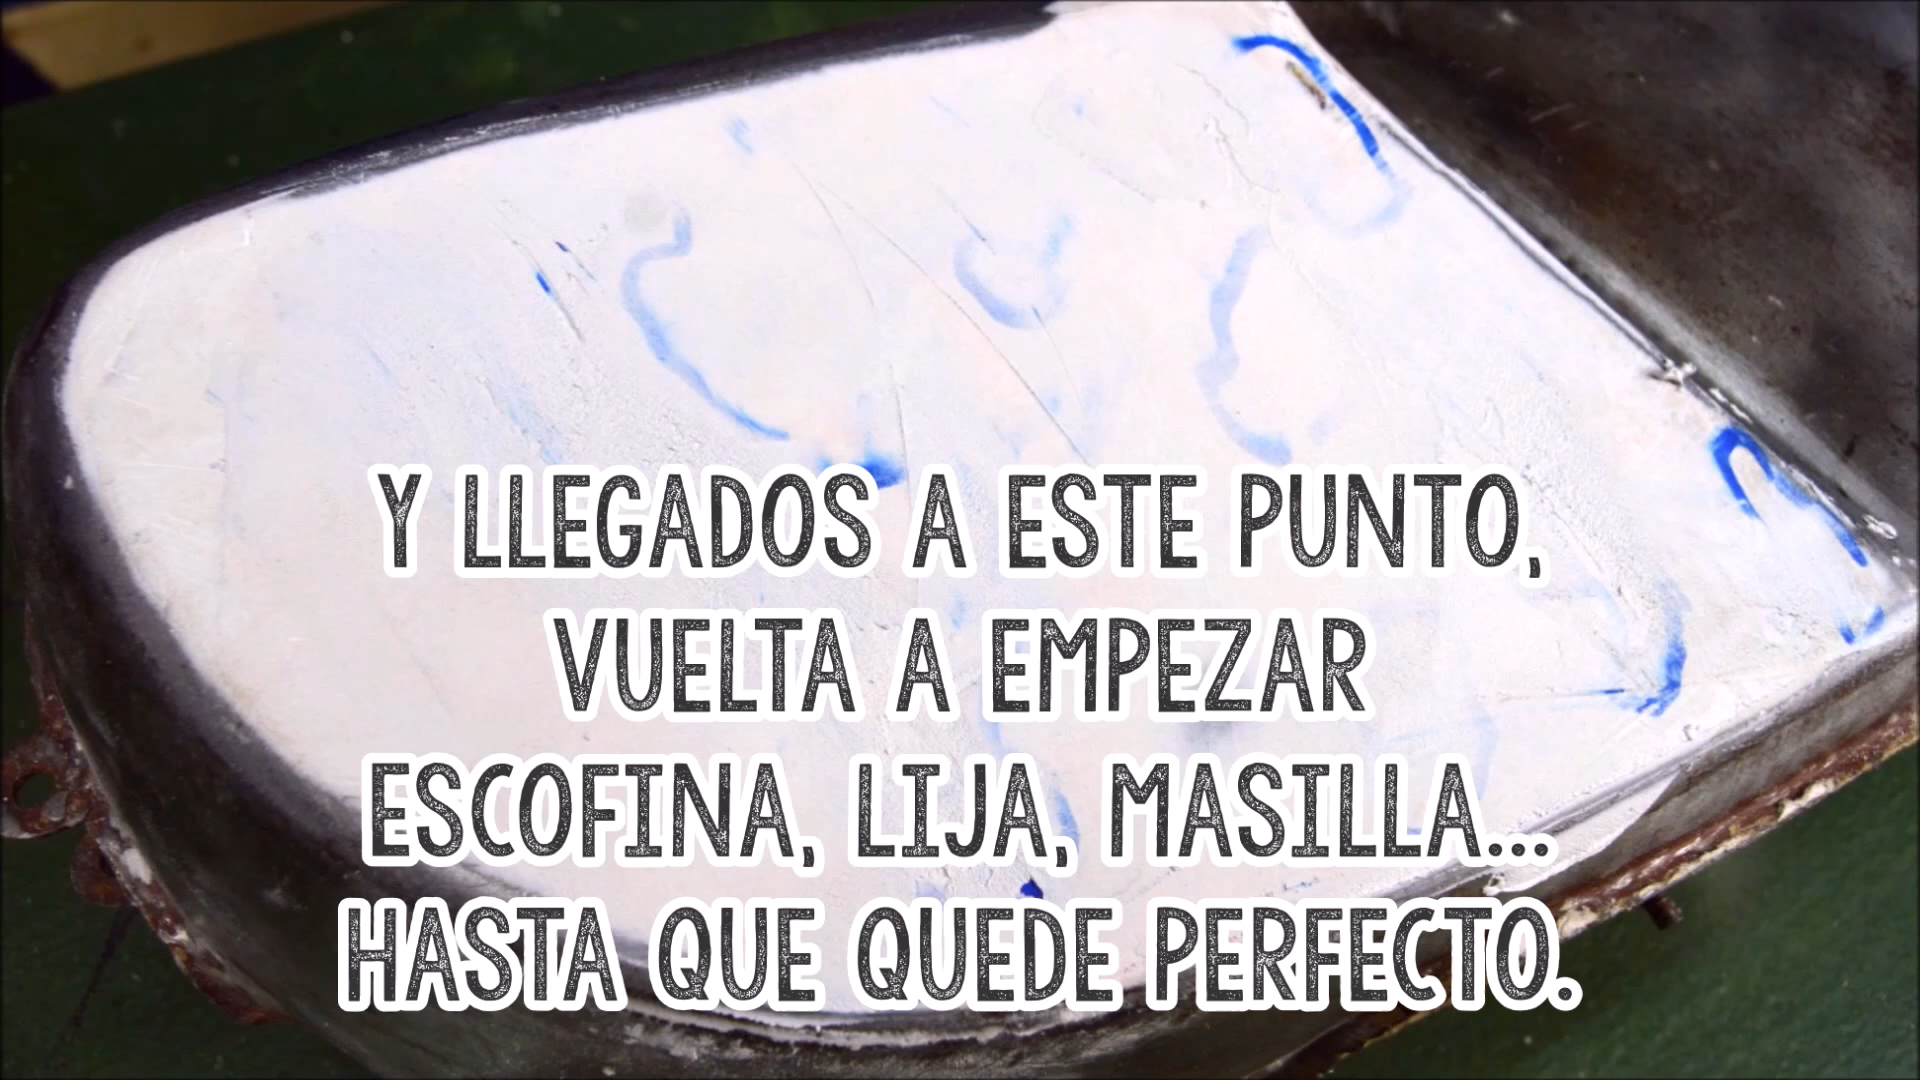 Y LLEGADOS A ESTE PUNTO,
VUELTA A EMPEZAR
ESCOFINA, LIJA, MASILLA...
HASTA QUE QUEDE PERFECTO.